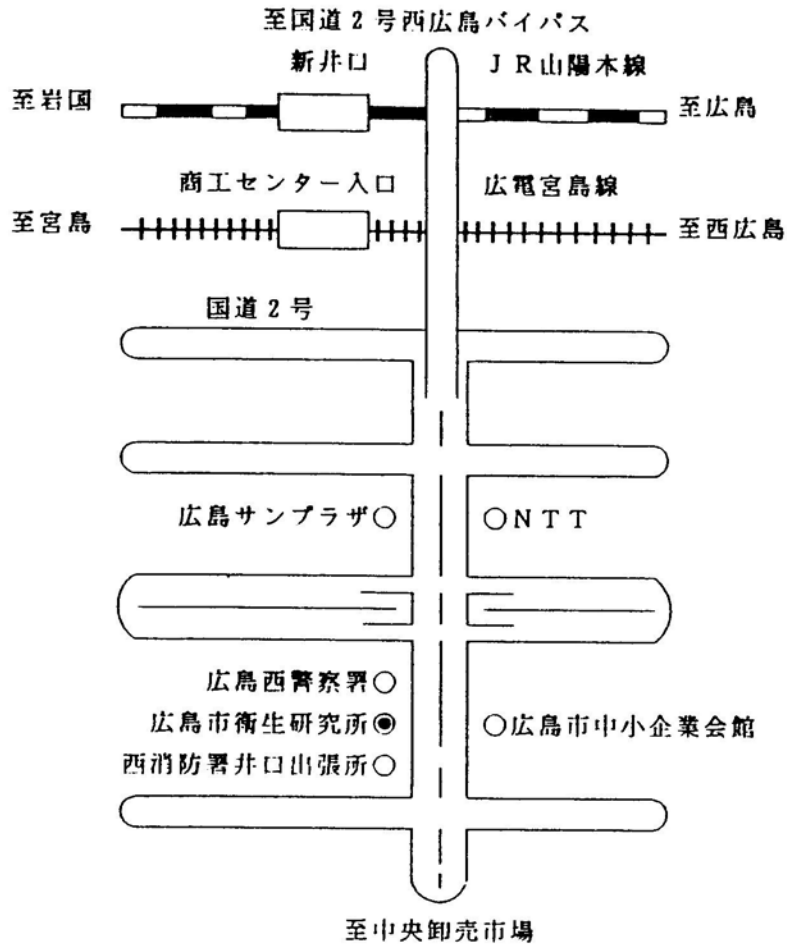 至国道2号西広島バイパス
新井口
JR山陽本線
至岩国
至広島
商工センター入口
広電宮島線
至宮島
至西広島
国道2号
広島サンプラザ
NTT
広島西警察署
広島市衛生研究所
広島市中小企業会館
西消防署井口出張所
至中央卸売市場